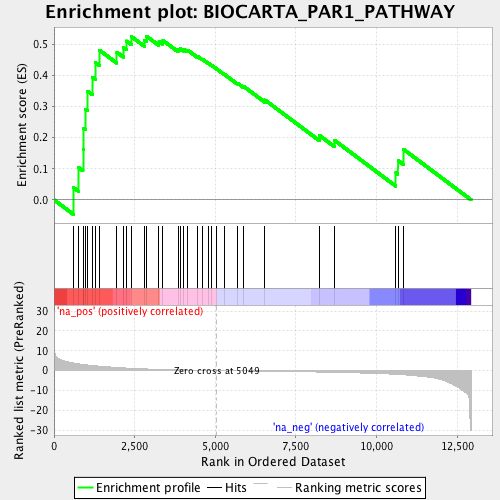 Enrichment plot: BIOCARTA_PAR1_PATHWAY
Enrichment score (ES)
0.5
0.4
0.3
0.2
0.1
0.0
Ranked list metric (PreRanked)
30
20
10
0
-10
-20
-30
'na_pos' (positively correlated)
Zero cross at 5049
'na_neg' (negatively correlated)
0
2,500
5,000
7,500
10,000
12,500
Rank in Ordered Dataset
Enrichment profile
Hits
Ranking metric scores